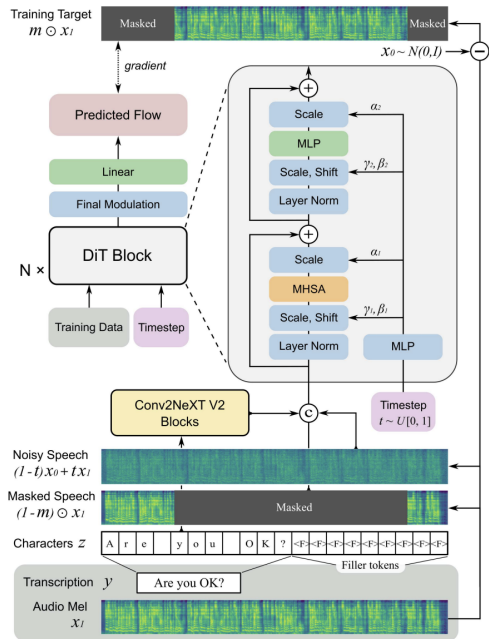 Training Target
m ⊙ x₁
Masked
Masked
x₀ ~ N(0,I)
−
gradient
Predicted Flow
Linear
Final Modulation
N ×
DiT Block
Training Data
Timestep
+
Scale
α₂
MLP
Scale, Shift
γ₂, β₂
Layer Norm
+
Scale
α₁
MHSA
Scale, Shift
γ₁, β₁
Layer Norm
MLP
Timestep
t ~ U[0, 1]
Conv2NeXT V2
Blocks
c
Noisy Speech
(1-t)x₀+tx₁
Masked Speech
(1-m) ⊙ x₁
Masked
Characters z
A r e y o u O K ? <F> <F> <F> <F> <F> <F> <F> <F>
Filler tokens
Transcription y
Are you OK?
Audio Mel
x₁